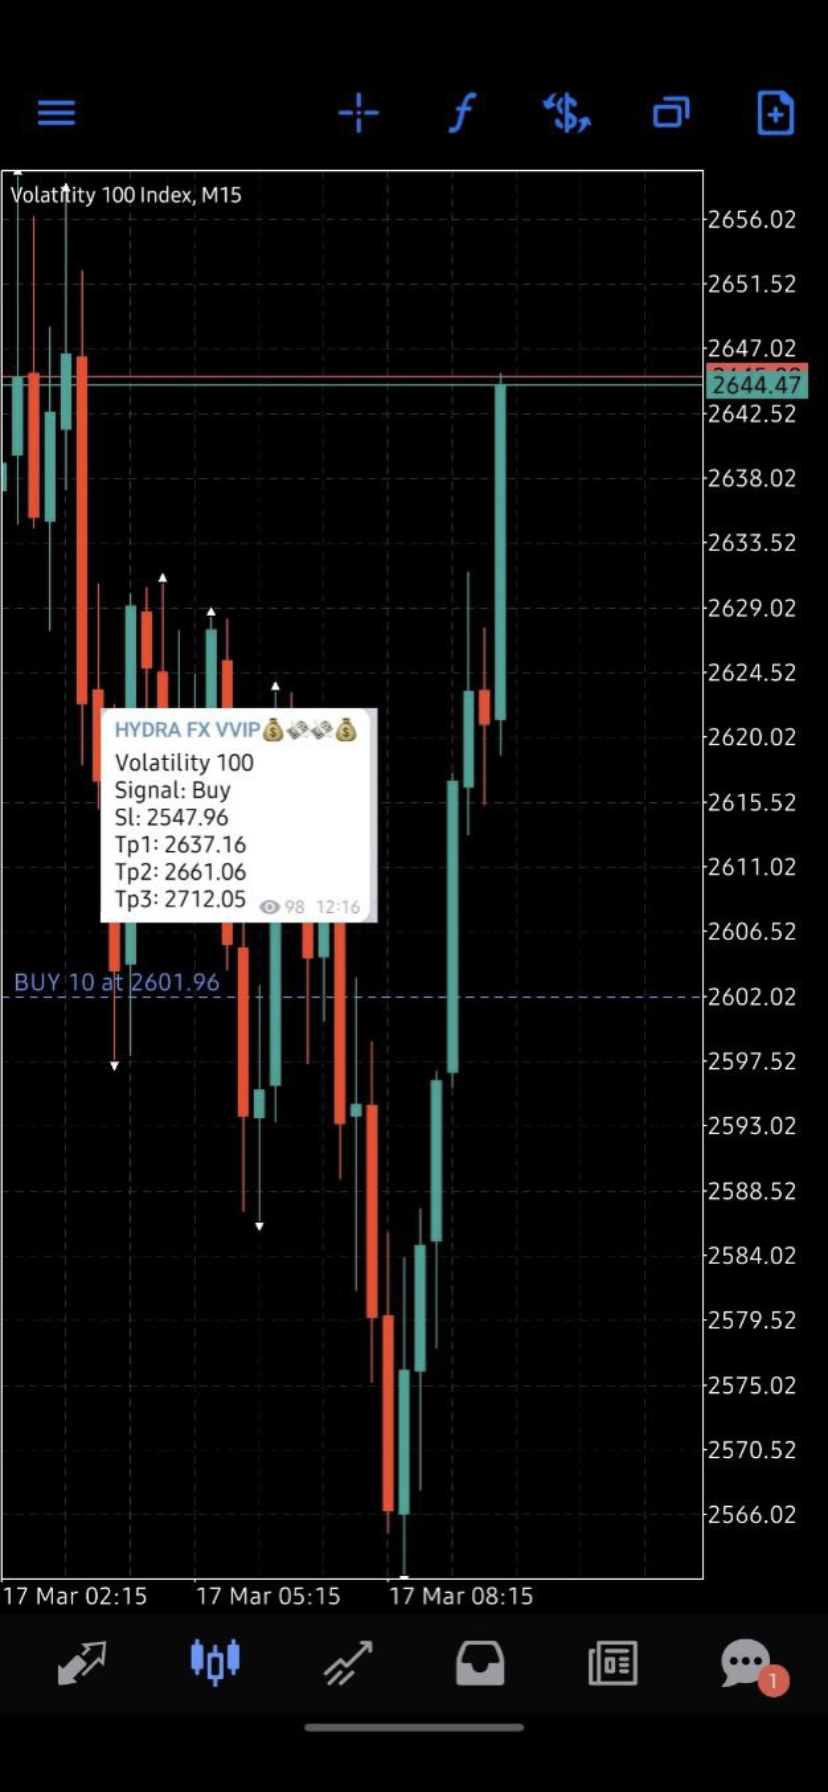 Volatility 100 Index, M15
2656.02
2651.52
2647.02
2644.47
2642.52
2638.02
2633.52
2629.02
2624.52
2620.02
2615.52
2611.02
2606.52
2602.02
2597.52
2593.02
2588.52
2584.02
2579.52
2575.02
2570.52
2566.02
HYDRA FX VVIP💰💸💸💰
Volatility 100
Signal: Buy
Sl: 2547.96
Tp1: 2637.16
Tp2: 2661.06
Tp3: 2712.05
98 12:16
BUY 10 at 2601.96
17 Mar 02:15 17 Mar 05:15 17 Mar 08:15
1